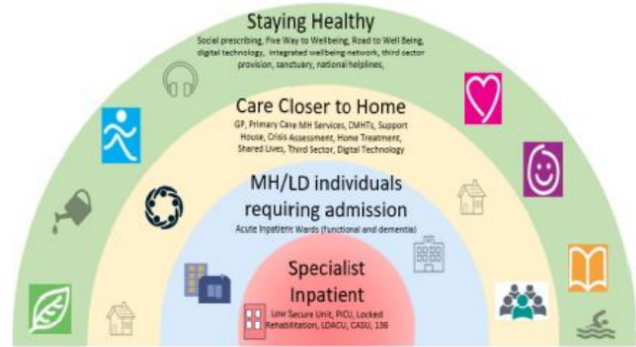 Staying Healthy
Social prescribing, Five Way to Wellbeing, Road to Well Being,
digital technology, integrated wellbeing network, third sector
provision, sanctuary, national helplines,
Care Closer to Home
GP, Primary Care MH Services, CMHTs, Support
House, Crisis Assessment, Home Treatment,
Shared Lives, Third Sector, Digital Technology
MH/LD individuals
requiring admission
Acute Inpatient Wards (functional and dementia)
Specialist
Inpatient
Low Secure Unit, PICU, Locked
Rehabilitation, LDACU, CASU, 136